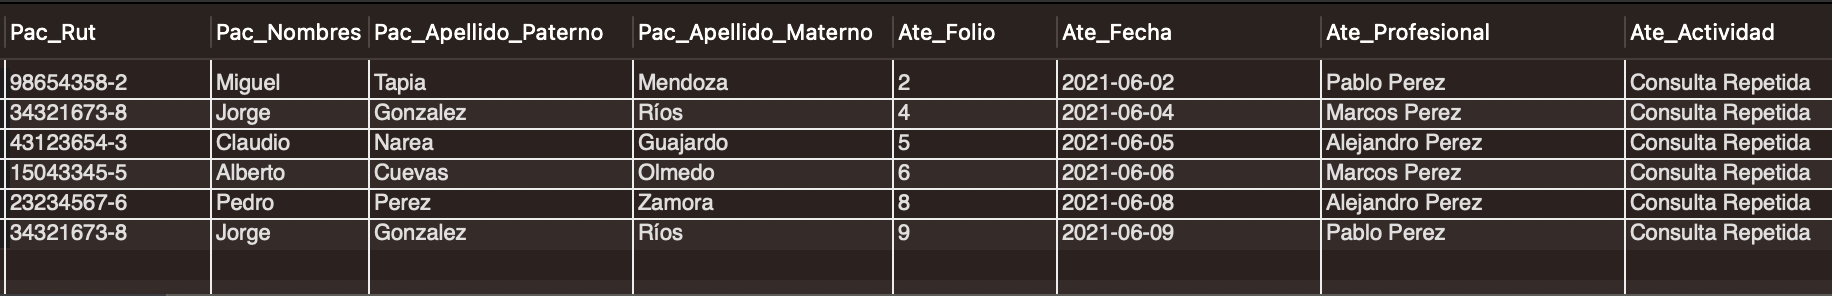 Pac_Rut Pac_Nombres Pac_Apellido_Paterno Pac_Apellido_Materno Ate_Folio Ate_Fecha Ate_Profesional Ate_Actividad
98654358-2 Miguel Tapia Mendoza 2 2021-06-02 Pablo Perez Consulta Repetida
34321673-8 Jorge Gonzalez Ríos 4 2021-06-04 Marcos Perez Consulta Repetida
43123654-3 Claudio Narea Guajardo 5 2021-06-05 Alejandro Perez Consulta Repetida
15043345-5 Alberto Cuevas Olmedo 6 2021-06-06 Marcos Perez Consulta Repetida
23234567-6 Pedro Perez Zamora 8 2021-06-08 Alejandro Perez Consulta Repetida
34321673-8 Jorge Gonzalez Ríos 9 2021-06-09 Pablo Perez Consulta Repetida